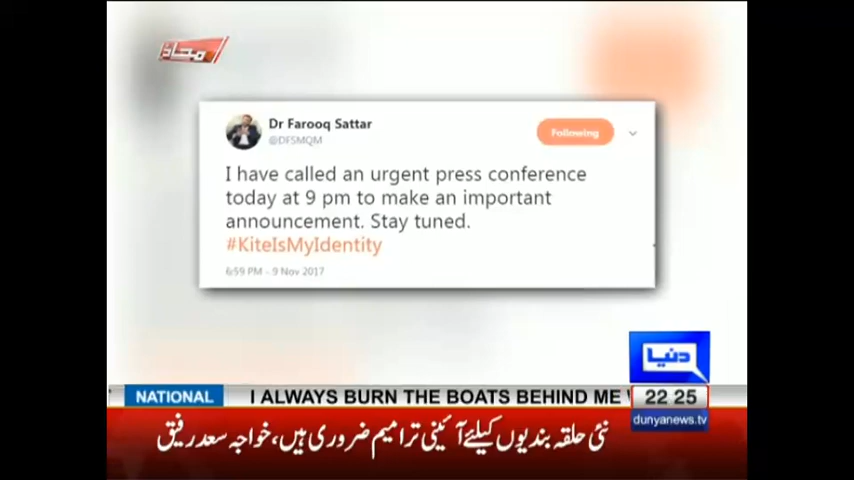 محاذ
Dr Farooq Sattar
@DFSMQM
Following
I have called an urgent press conference
today at 9 pm to make an important
announcement. Stay tuned.
#KiteIsMyIdentity
6:59 PM - 9 Nov 2017
دنیا
NATIONAL
I ALWAYS BURN THE BOATS BEHIND ME
22 25
dunyanews.tv
نئی حلقہ بندیوں کیلئے آئینی ترامیم ضروری ہیں، خواجہ سعد رفیق